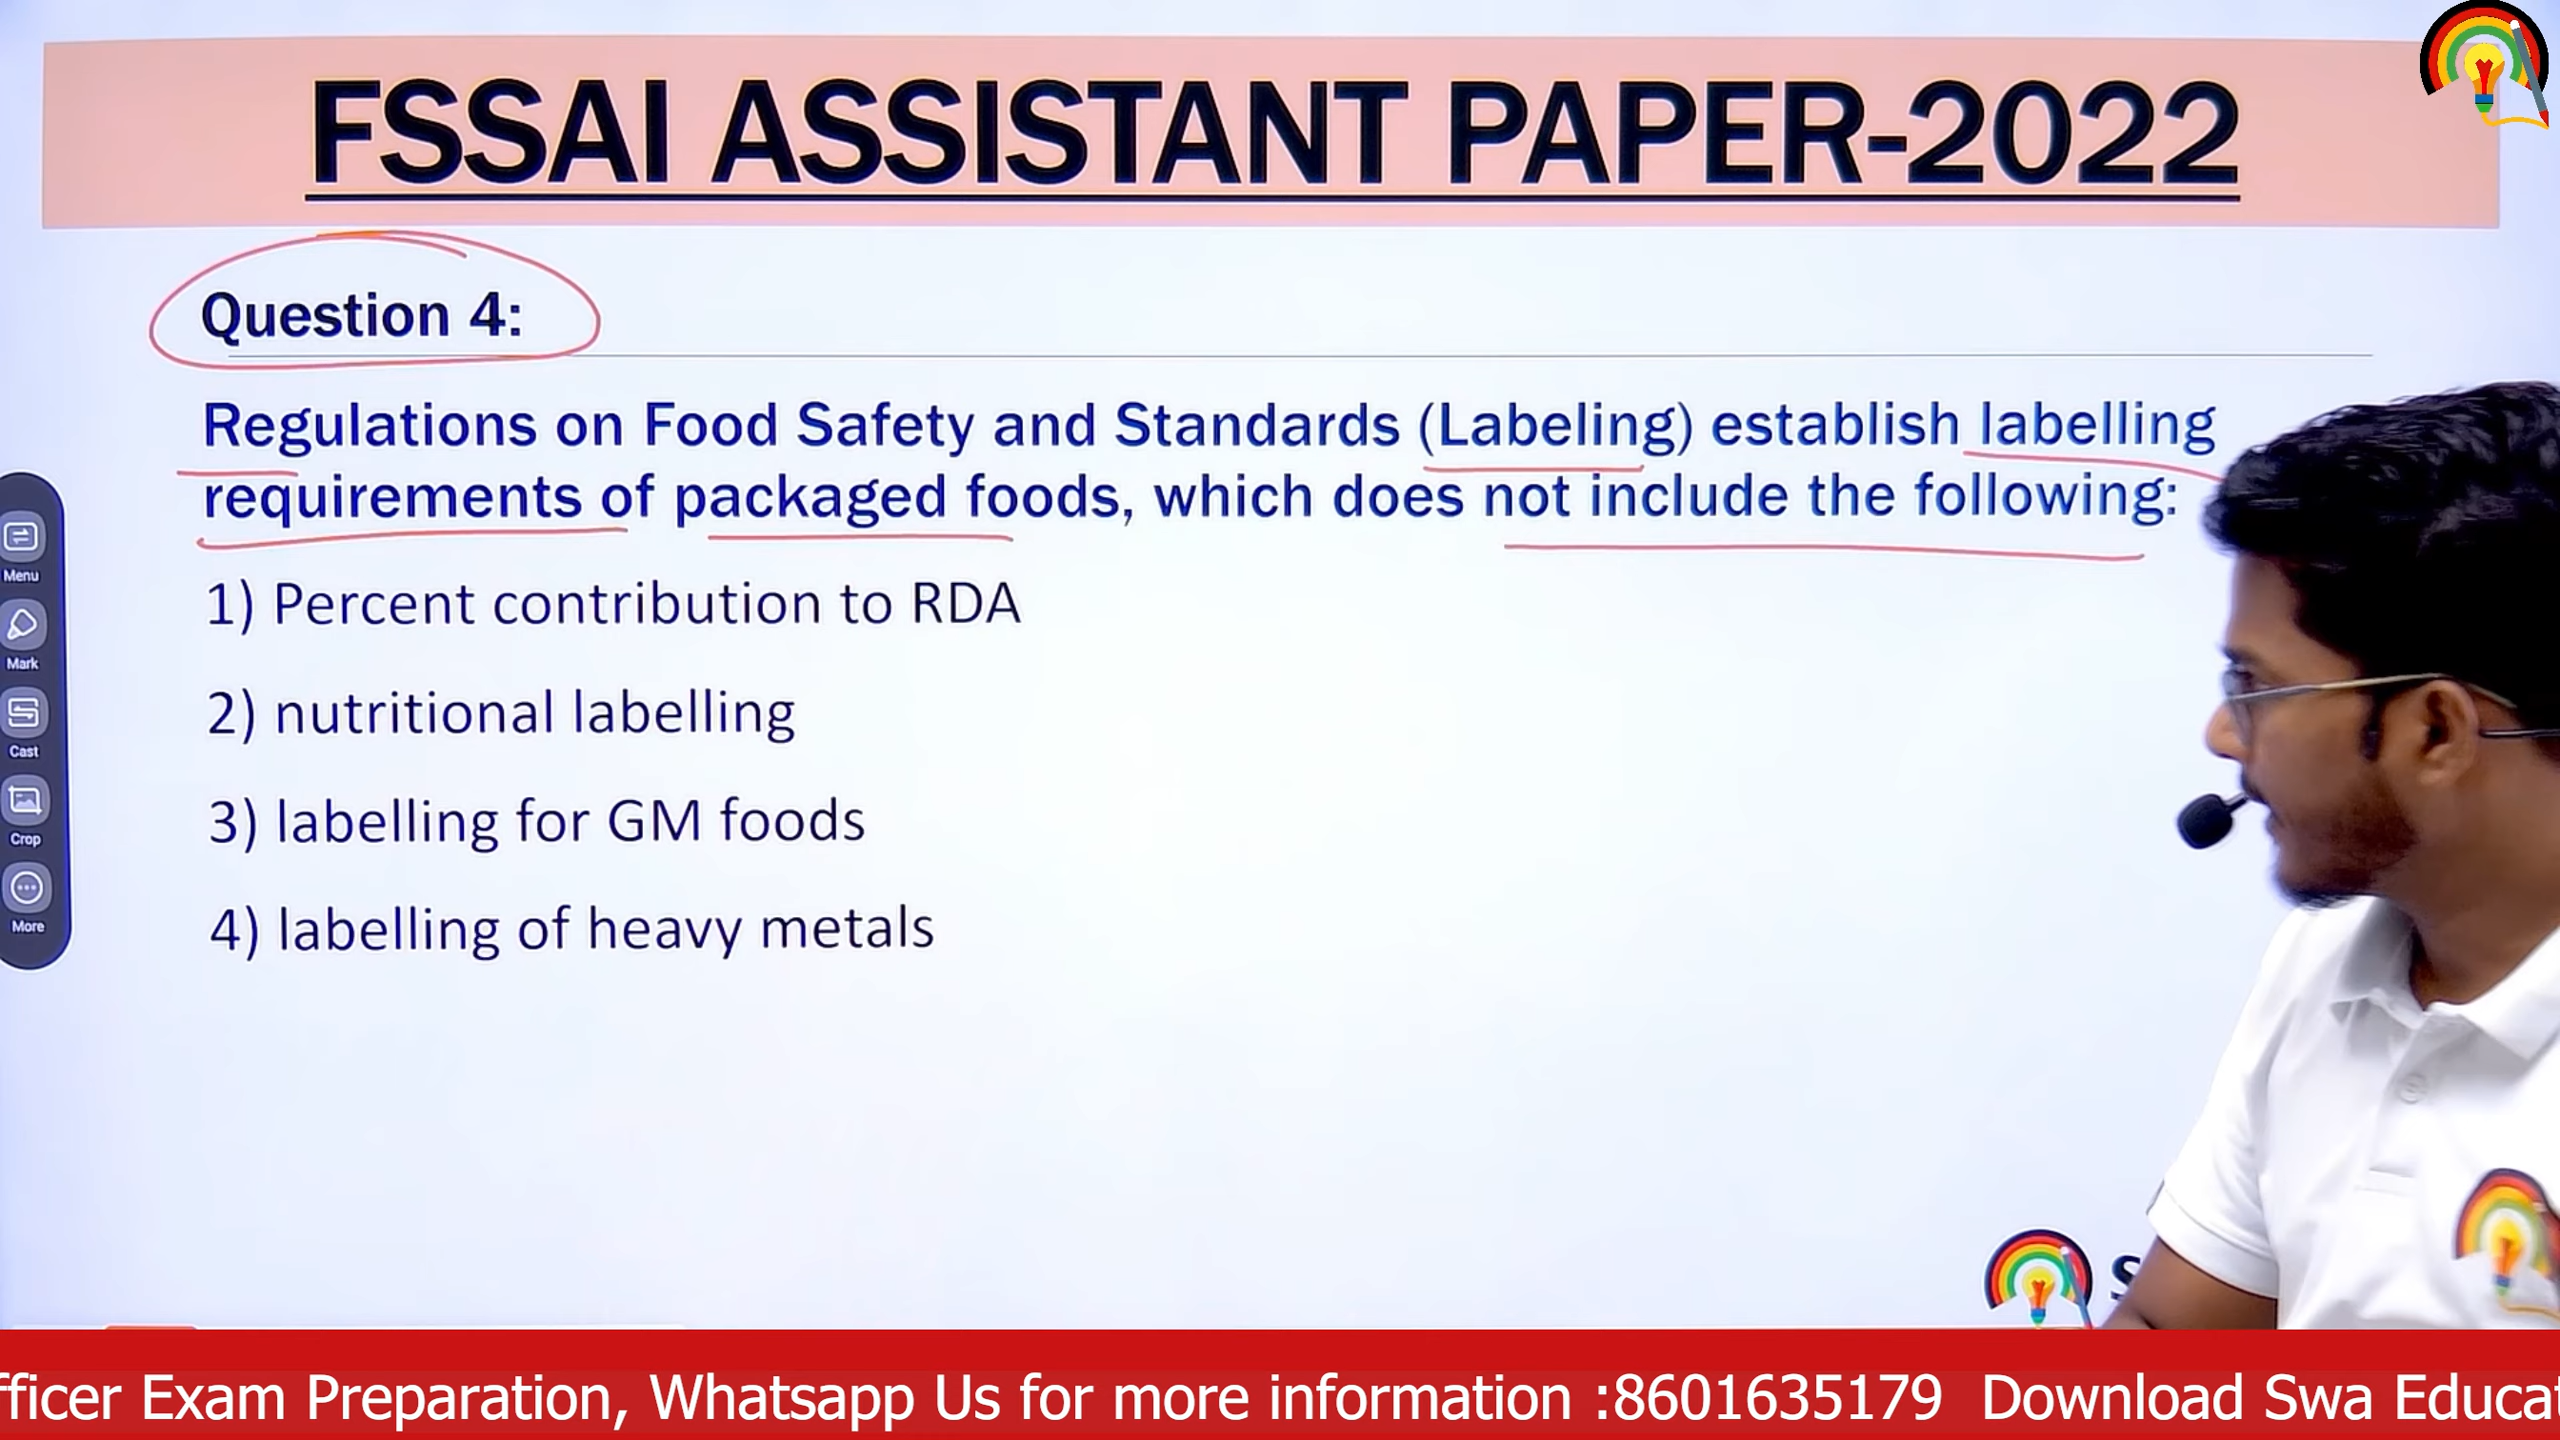 FSSAI ASSISTANT PAPER-2022
Question 4:
Regulations on Food Safety and Standards (Labeling) establish labelling
requirements of packaged foods, which does not include the following:
1) Percent contribution to RDA
2) nutritional labelling
3) labelling for GM foods
4) labelling of heavy metals
Menu
Mark
Cast
Crop
More
Exam Preparation, Whatsapp Us for more information :8601635179 Download Swa